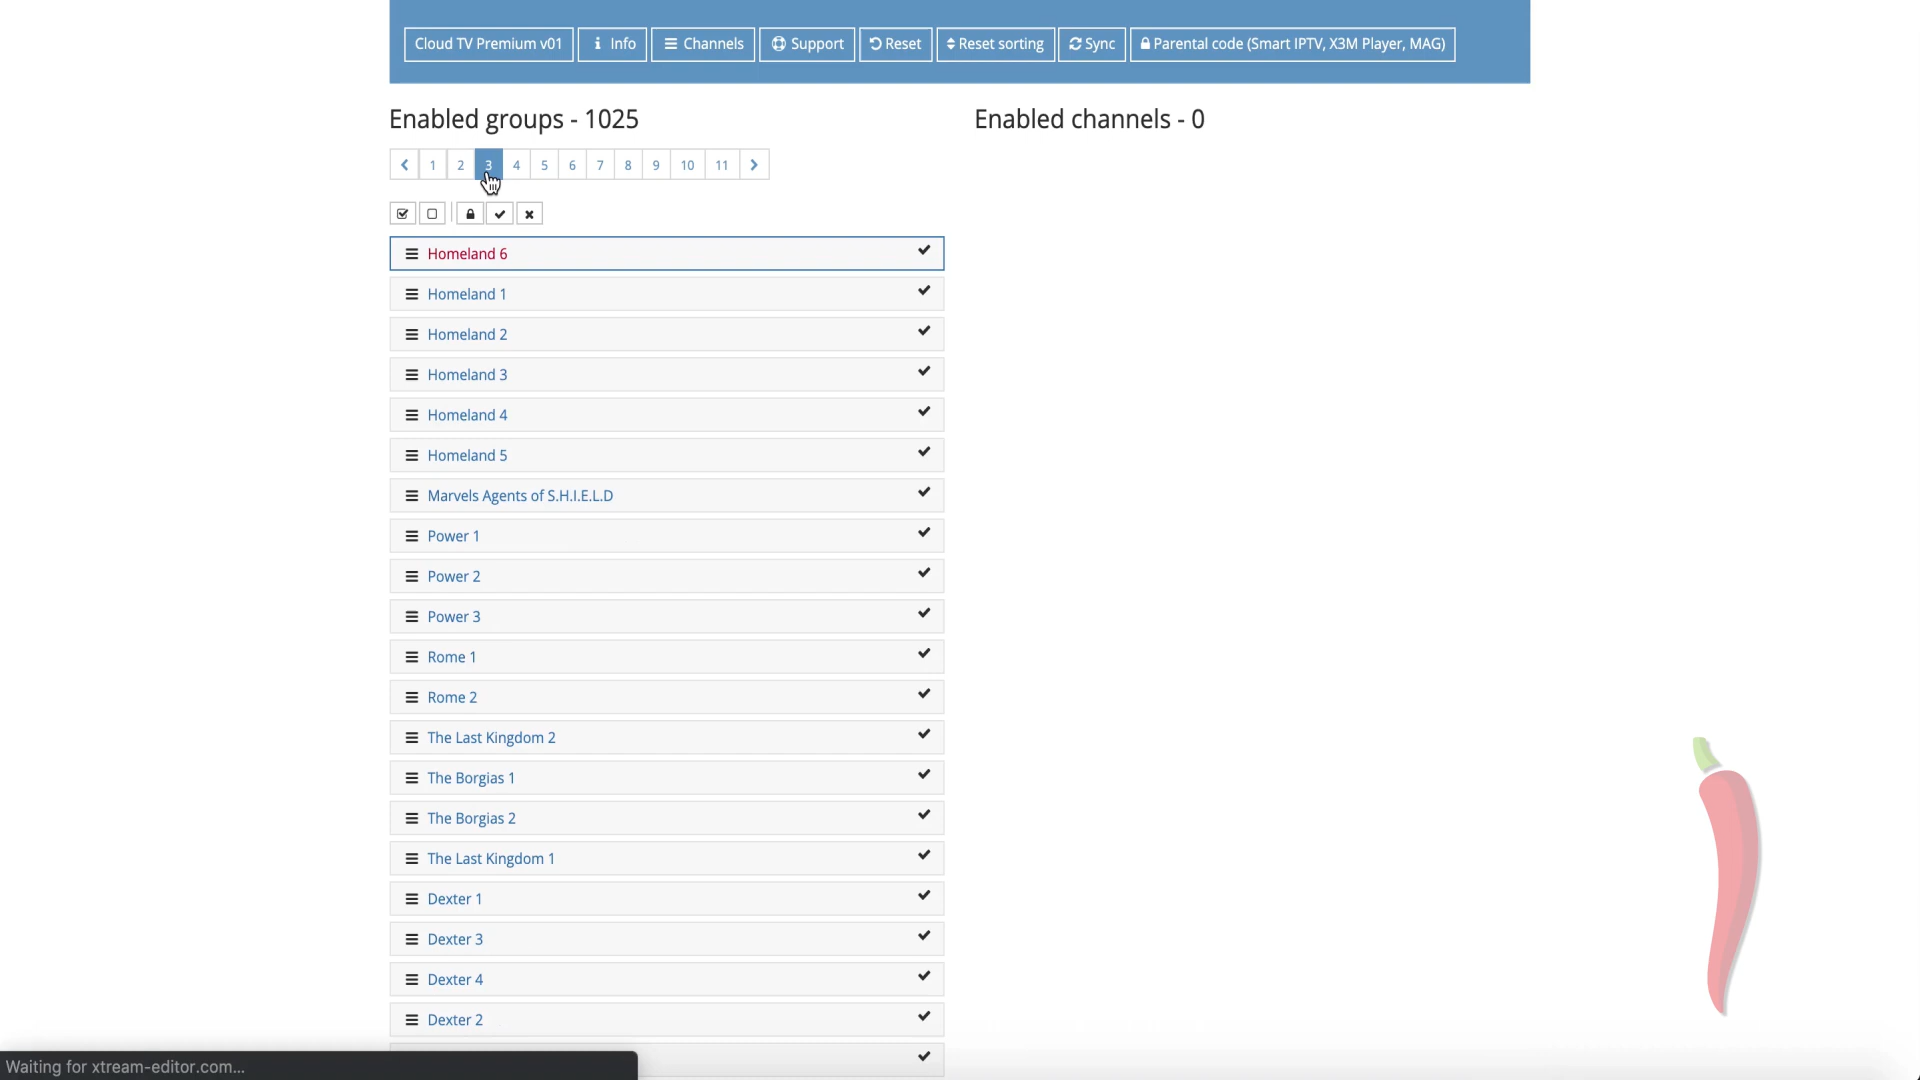 Cloud TV Premium v01 Info Channels Support Reset Reset sorting Sync Parental code (Smart IPTV, X3M Player, MAG)
Enabled groups - 1025
Enabled channels - 0
1 2 3 4 5 6 7 8 9 10 11
Homeland 6
Homeland 1
Homeland 2
Homeland 3
Homeland 4
Homeland 5
Marvels Agents of S.H.I.E.L.D
Power 1
Power 2
Power 3
Rome 1
Rome 2
The Last Kingdom 2
The Borgias 1
The Borgias 2
The Last Kingdom 1
Dexter 1
Dexter 3
Dexter 4
Dexter 2
Waiting for xtream-editor.com...